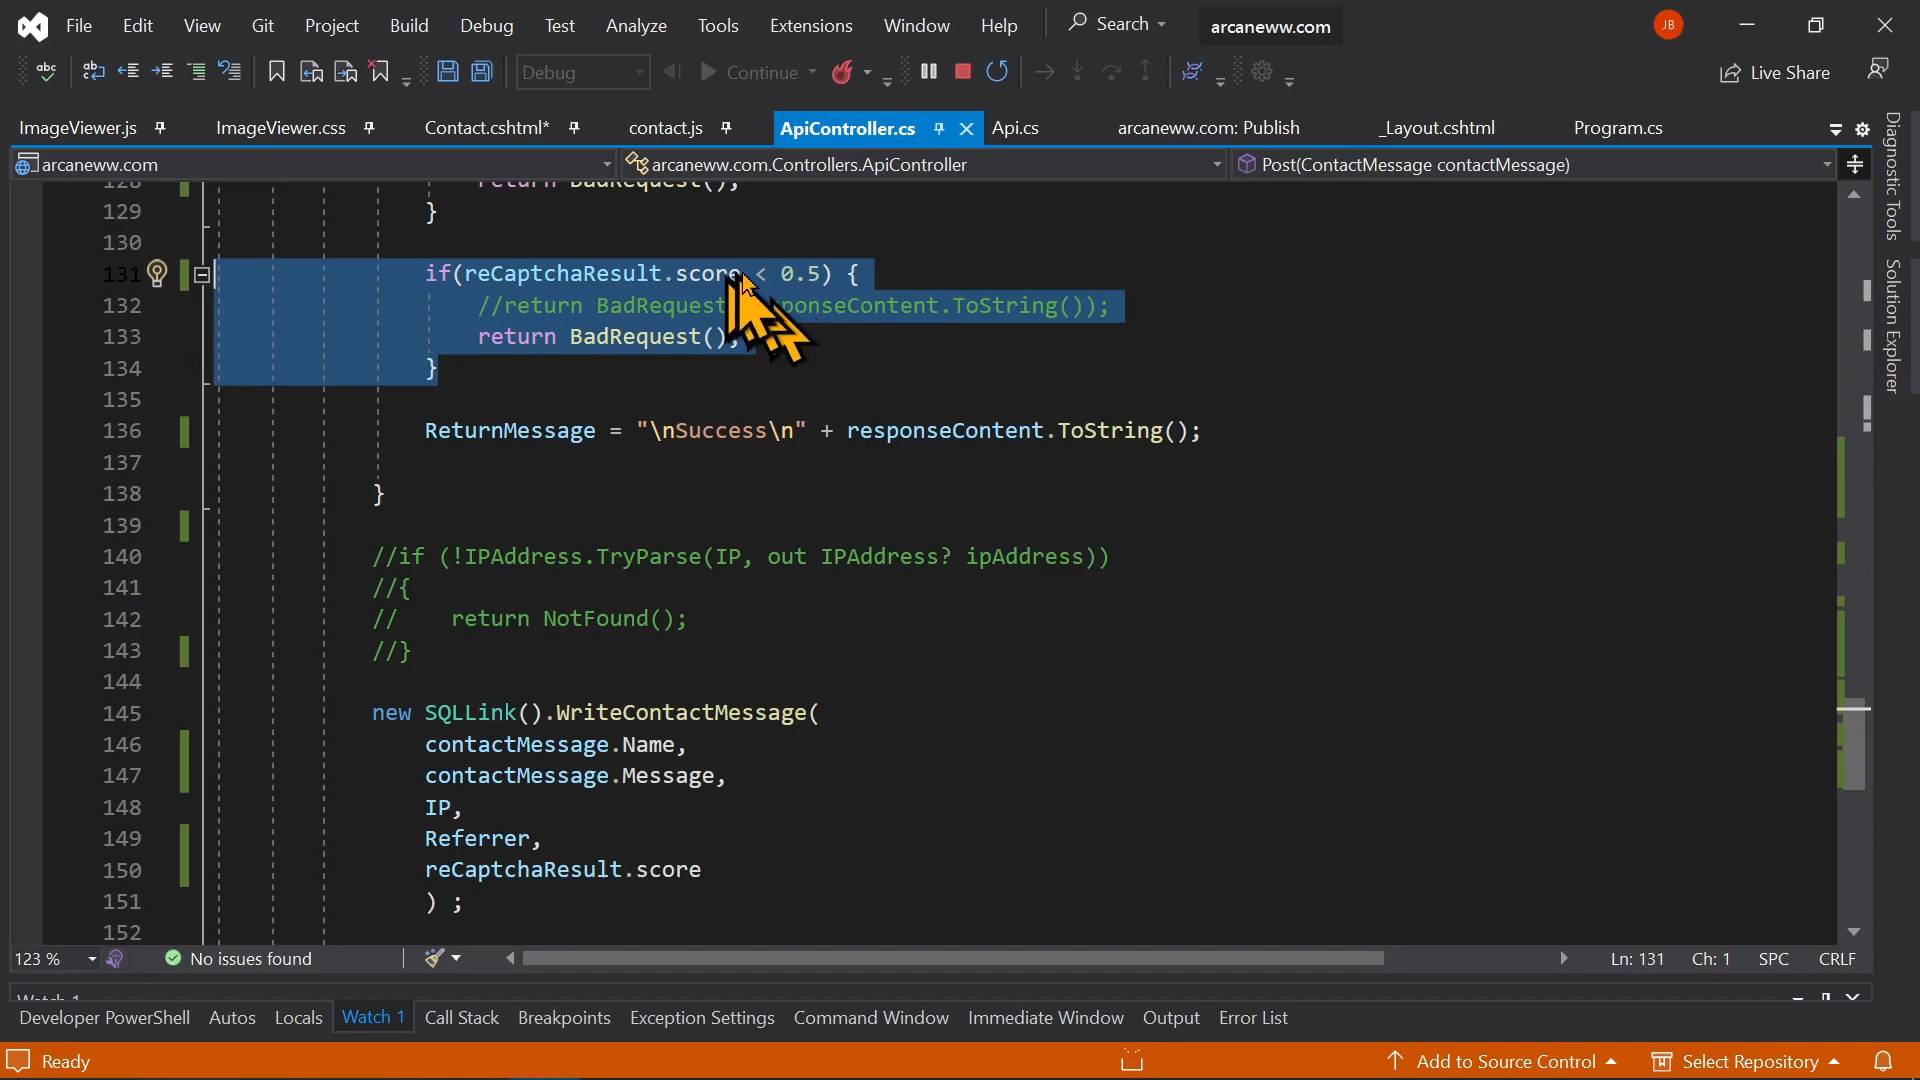 File Edit View Git Project Build Debug Test Analyze Tools Extensions Window Help Search arcaneww.com JB
abc Debug Continue Live Share
ImageViewer.js ImageViewer.css Contact.cshtml* contact.js ApiController.cs Api.cs arcaneww.com: Publish _Layout.cshtml Program.cs
arcaneww.com arcaneww.com.Controllers.ApiController Post(ContactMessage contactMessage)
128 return BadRequest();
129 }
130
131 if(reCaptchaResult.score < 0.5) {
132 //return BadRequest ponseContent.ToString());
133 return BadRequest();
134 }
135
136 ReturnMessage = "\nSuccess\n" + responseContent.ToString();
137
138 }
139
140 //if (!IPAddress.TryParse(IP, out IPAddress? ipAddress))
141 //{
142 // return NotFound();
143 //}
144
145 new SQLLink().WriteContactMessage(
146 contactMessage.Name,
147 contactMessage.Message,
148 IP,
149 Referrer,
150 reCaptchaResult.score
151 ) ;
152
Diagnostic Tools
Solution Explorer
123 % No issues found Ln: 131 Ch: 1 SPC CRLF
Watch 1
Developer PowerShell Autos Locals Watch 1 Call Stack Breakpoints Exception Settings Command Window Immediate Window Output Error List
Ready Add to Source Control Select Repository